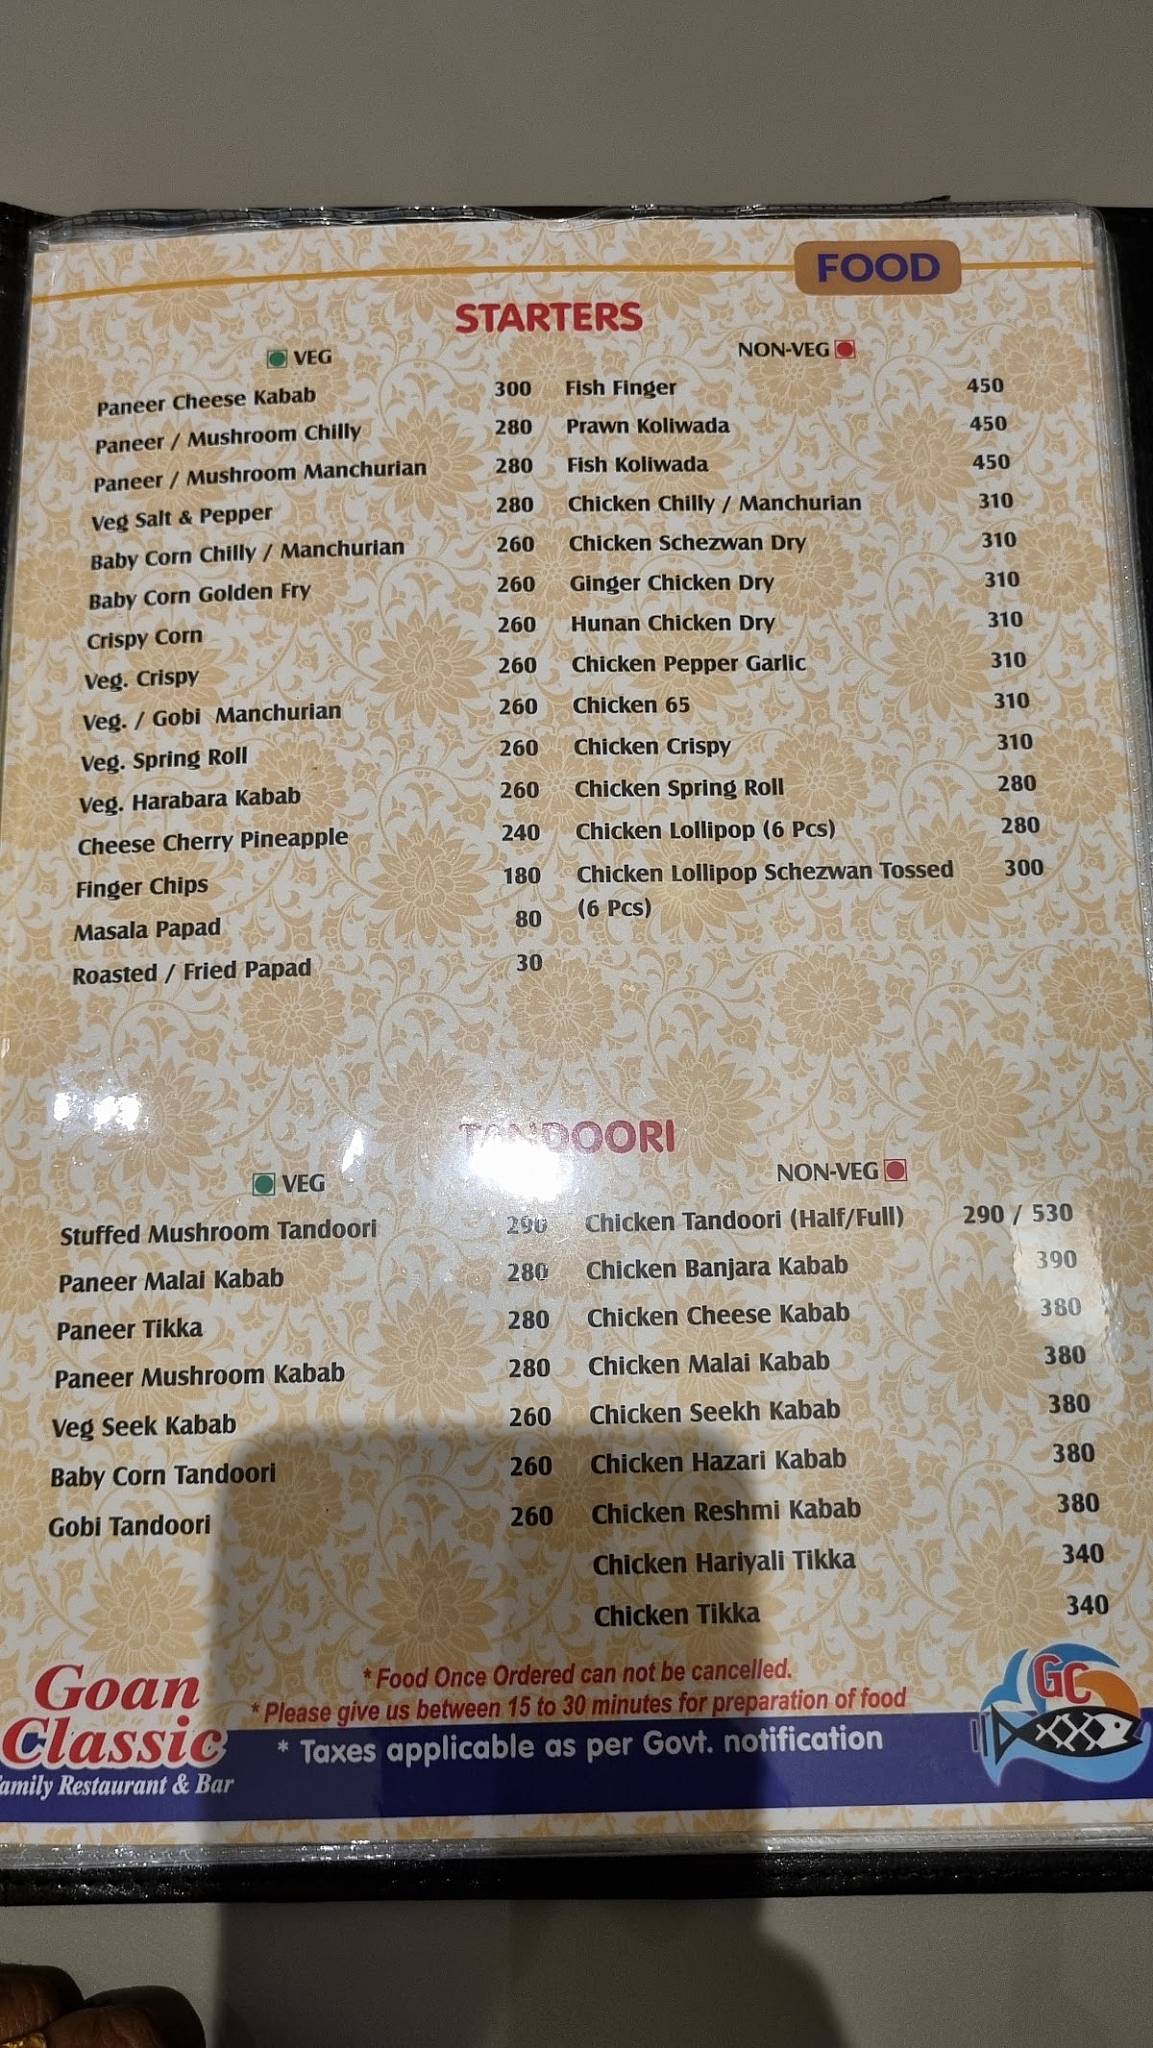 FOOD
STARTERS
VEG
Paneer Cheese Kabab 300
Paneer / Mushroom Chilly 280
Paneer / Mushroom Manchurian 280
Veg Salt & Pepper 280
Baby Corn Chilly / Manchurian 260
Baby Corn Golden Fry 260
Crispy Corn 260
Veg. Crispy 260
Veg. / Gobi Manchurian 260
Veg. Spring Roll 260
Veg. Harabara Kabab 260
Cheese Cherry Pineapple 240
Finger Chips 180
Masala Papad 80
Roasted / Fried Papad 30
NON-VEG
Fish Finger 450
Prawn Koliwada 450
Fish Koliwada 450
Chicken Chilly / Manchurian 310
Chicken Schezwan Dry 310
Ginger Chicken Dry 310
Hunan Chicken Dry 310
Chicken Pepper Garlic 310
Chicken 65 310
Chicken Crispy 310
Chicken Spring Roll 280
Chicken Lollipop (6 Pcs) 280
Chicken Lollipop Schezwan Tossed 300
(6 Pcs)
TANDOORI
VEG
Stuffed Mushroom Tandoori 290
Paneer Malai Kabab 280
Paneer Tikka 280
Paneer Mushroom Kabab 280
Veg Seek Kabab 260
Baby Corn Tandoori 260
Gobi Tandoori 260
NON-VEG
Chicken Tandoori (Half/Full) 290 / 530
Chicken Banjara Kabab 390
Chicken Cheese Kabab 380
Chicken Malai Kabab 380
Chicken Seekh Kabab 380
Chicken Hazari Kabab 380
Chicken Reshmi Kabab 380
Chicken Hariyali Tikka 340
Chicken Tikka 340
* Food Once Ordered can not be cancelled.
* Please give us between 15 to 30 minutes for preparation of food
* Taxes applicable as per Govt. notification
Goan
Classic
amily Restaurant & Bar
GC